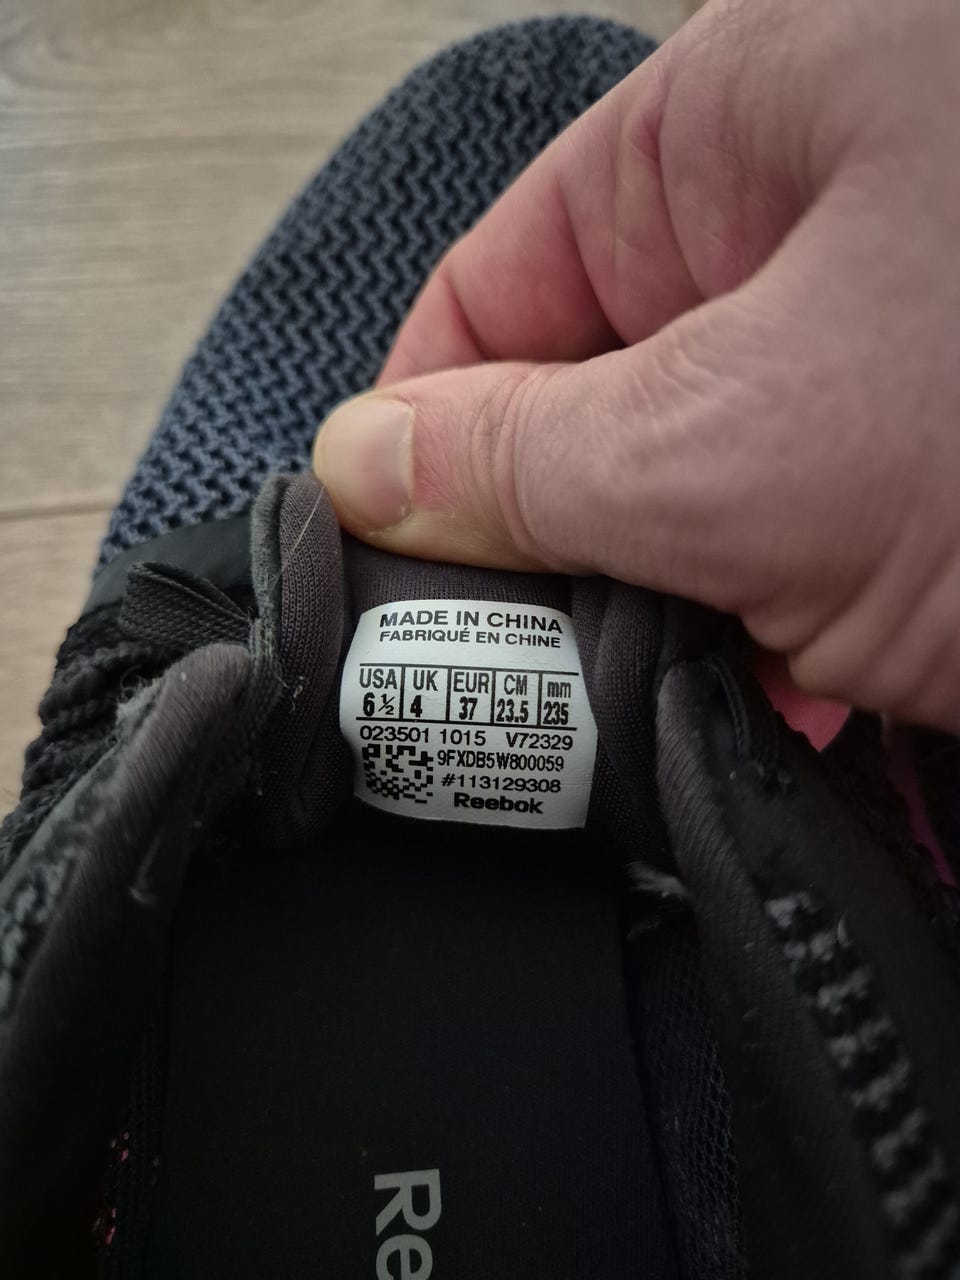 MADE IN CHINA
FABRIQUÉ EN CHINE
USA UK EUR CM mm
6 ½ 4 37 23.5 235
023501 1015 V72329
9FXDB5W800059
#113129308
Reebok
Re